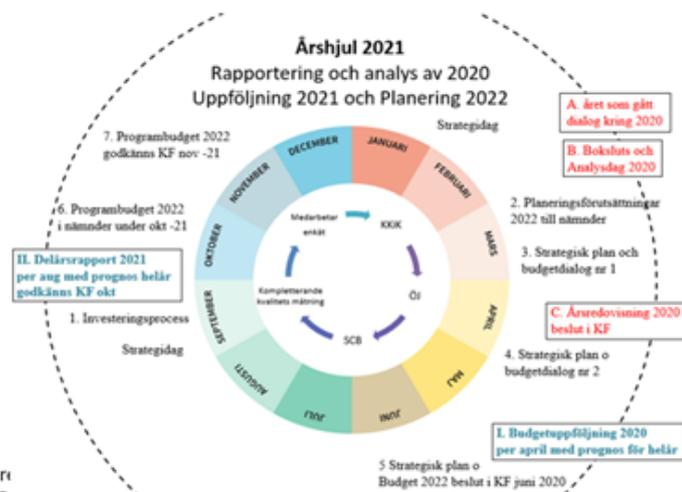 Årshjul 2021
Rapportering och analys av 2020
Uppföljning 2021 och Planering 2022
Strategidag
A. året som gått
dialog kring 2020
B. Boksluts och
Analysdag 2020
2. Planeringsförutsättningar
2022 till nämnder
3. Strategisk plan och
budgetdialog nr 1
C. Årsredovisning 2020
beslut i KF
4. Strategisk plan o
budgetdialog nr 2
I. Budgetuppföljning 2020
per april med prognos för helår
5 Strategisk plan o
Budget 2022 beslut i KF juni 2020
Strategidag
1. Investeringsprocess
II. Delårsrapport 2021
per aug med prognos helår
godkänns KF okt
6. Programbudget 2022
i nämnder under okt -21
7. Programbudget 2022
godkänns KF nov -21
JANUARI
FEBRUARI
MARS
APRIL
MAJ
JUNI
JULI
AUGUSTI
SEPTEMBER
OKTOBER
NOVEMBER
DECEMBER
KKiK
ÖJ
SCB
Kompletterande
kvalitets mätning
Medarbetar
enkät